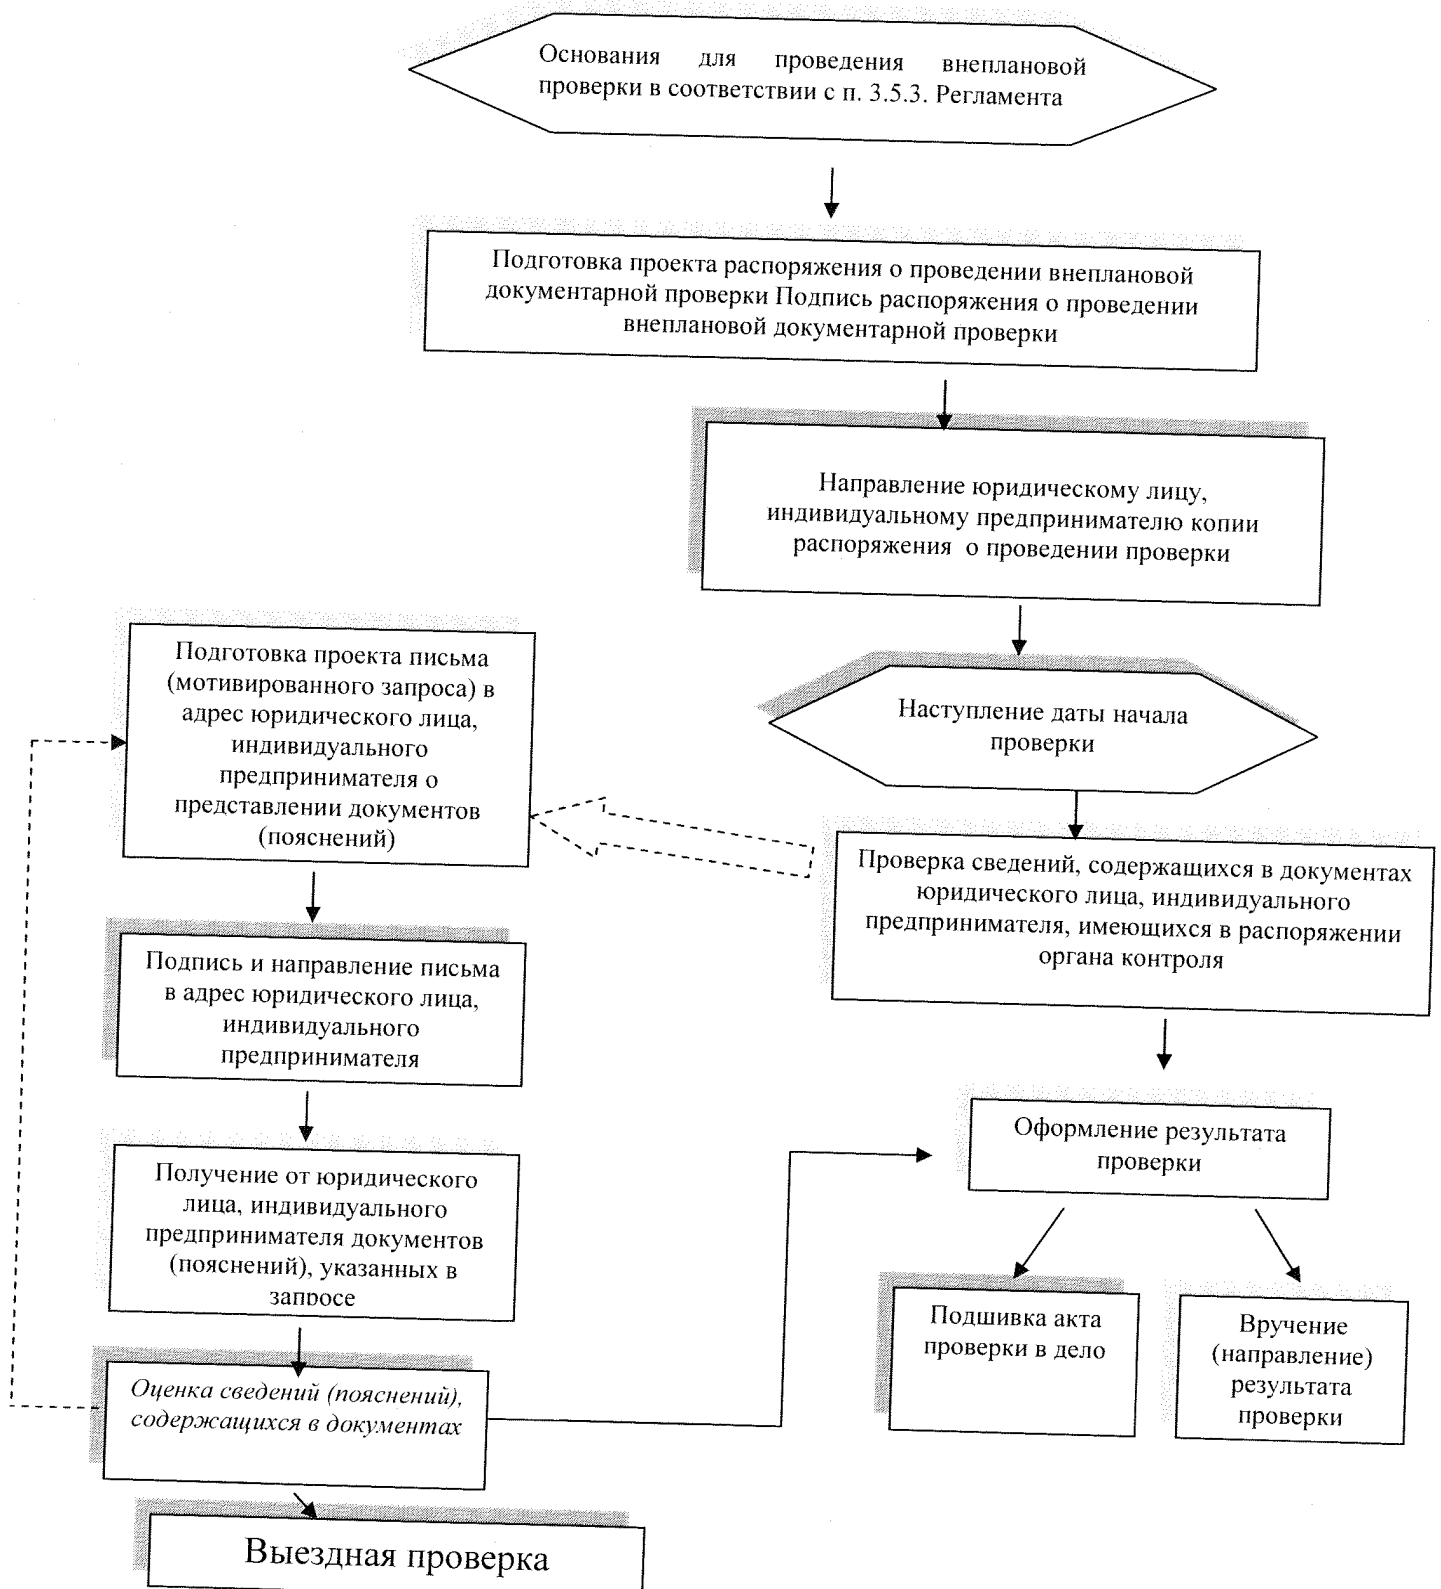 Основания для проведения внеплановой
проверки в соответствии с п. 3.5.3. Регламента
Подготовка проекта распоряжения о проведении внеплановой
документарной проверки Подпись распоряжения о проведении
внеплановой документарной проверки
Направление юридическому лицу,
индивидуальному предпринимателю копии
распоряжения о проведении проверки
Наступление даты начала
проверки
Проверка сведений, содержащихся в документах
юридического лица, индивидуального
предпринимателя, имеющихся в распоряжении
органа контроля
Подготовка проекта письма
(мотивированного запроса) в
адрес юридического лица,
индивидуального
предпринимателя о
представлении документов
(пояснений)
Подпись и направление письма
в адрес юридического лица,
индивидуального
предпринимателя
Получение от юридического
лица, индивидуального
предпринимателя документов
(пояснений), указанных в
запросе
Оценка сведений (пояснений),
содержащихся в документах
Выездная проверка
Оформление результата
проверки
Подшивка акта
проверки в дело
Вручение
(направление)
результата
проверки